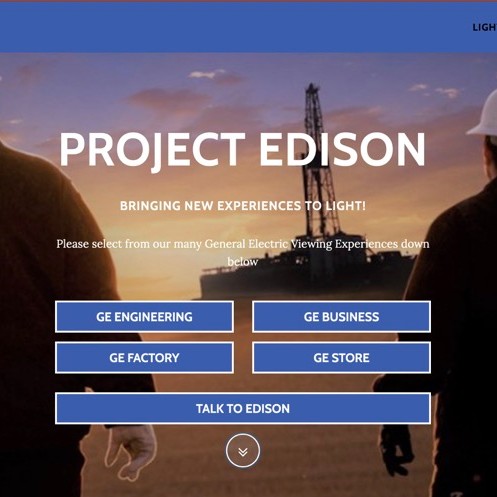 LIGH
PROJECT EDISON
BRINGING NEW EXPERIENCES TO LIGHT!
Please select from our many General Electric Viewing Experiences down
below
GE ENGINEERING
GE BUSINESS
GE FACTORY
GE STORE
TALK TO EDISON